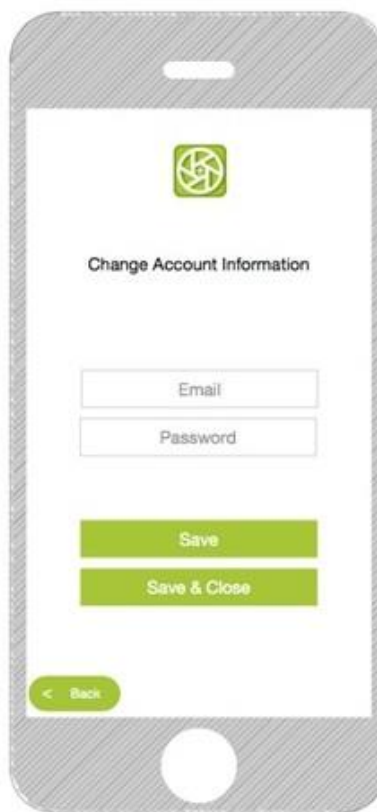 Change Account Information
Email
Password
Save
Save & Close
< Back